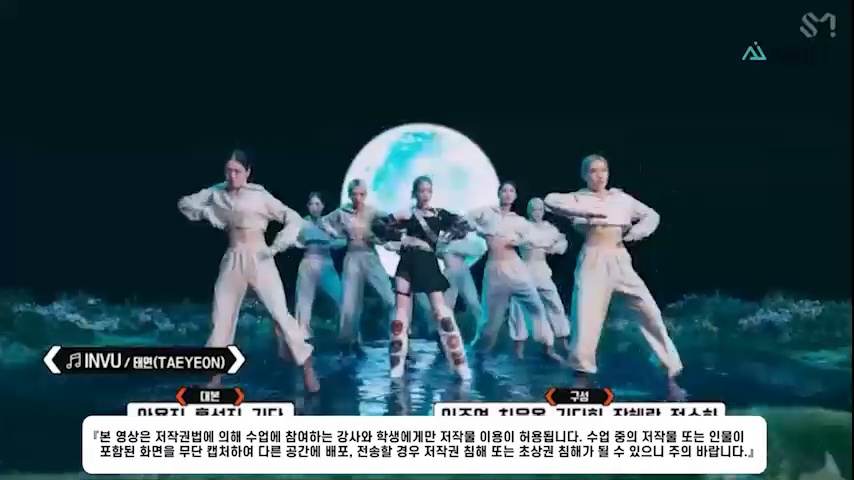 SM!
INVU / 태연(TAEYEON)
대본
구성
『본 영상은 저작권법에 의해 수업에 참여하는 강사와 학생에게만 저작물 이용이 허용됩니다. 수업 중의 저작물 또는 인물이
포함된 화면을 무단 캡처하여 다른 공간에 배포, 전송할 경우 저작권 침해 또는 초상권 침해가 될 수 있으니 주의 바랍니다.』